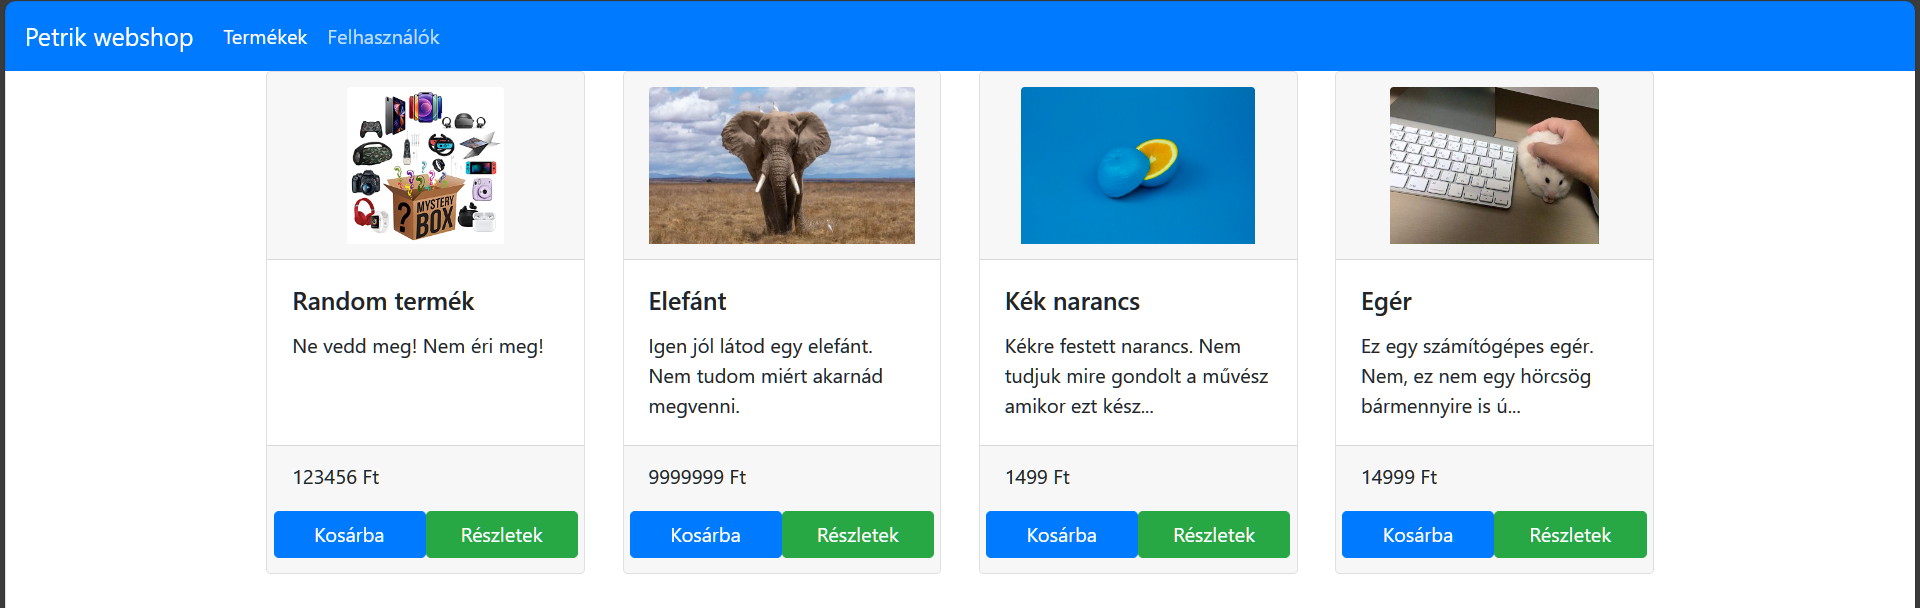 Petrik webshop Termékek Felhasználók
MYSTERY
BOX
Random termék
Ne vedd meg! Nem éri meg!
123456 Ft
Kosárba Részletek
Elefánt
Igen jól látod egy elefánt.
Nem tudom miért akarnád
megvenni.
9999999 Ft
Kosárba Részletek
Kék narancs
Kékre festett narancs. Nem
tudjuk mire gondolt a művész
amikor ezt kész...
1499 Ft
Kosárba Részletek
Egér
Ez egy számítógépes egér.
Nem, ez nem egy hörcsög
bármennyire is ú...
14999 Ft
Kosárba Részletek